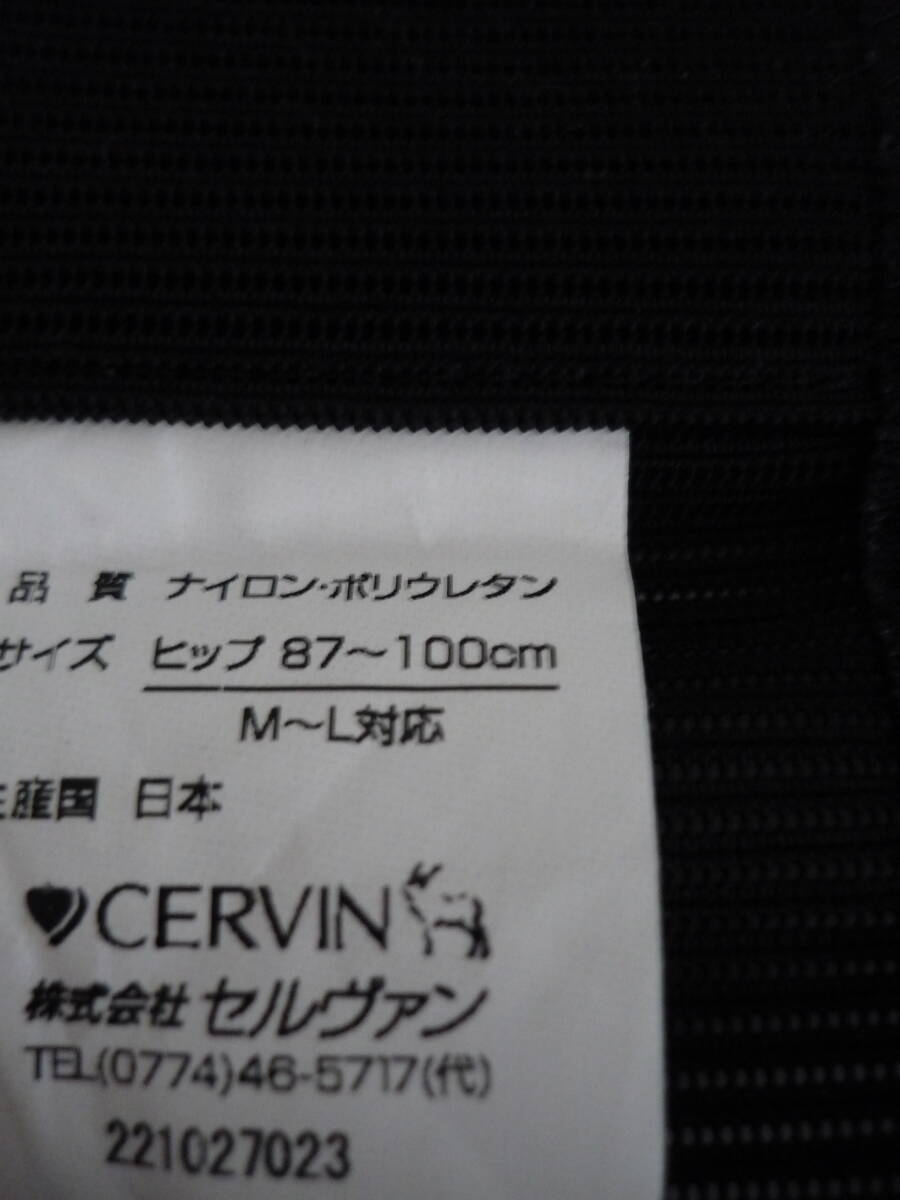 品質 ナイロン・ポリウレタン
サイズ ヒップ 87～100cm
M～L対応
生産国 日本
CERVIN
株式会社 セルヴァン
TEL(0774)46-5717(代)
221027023